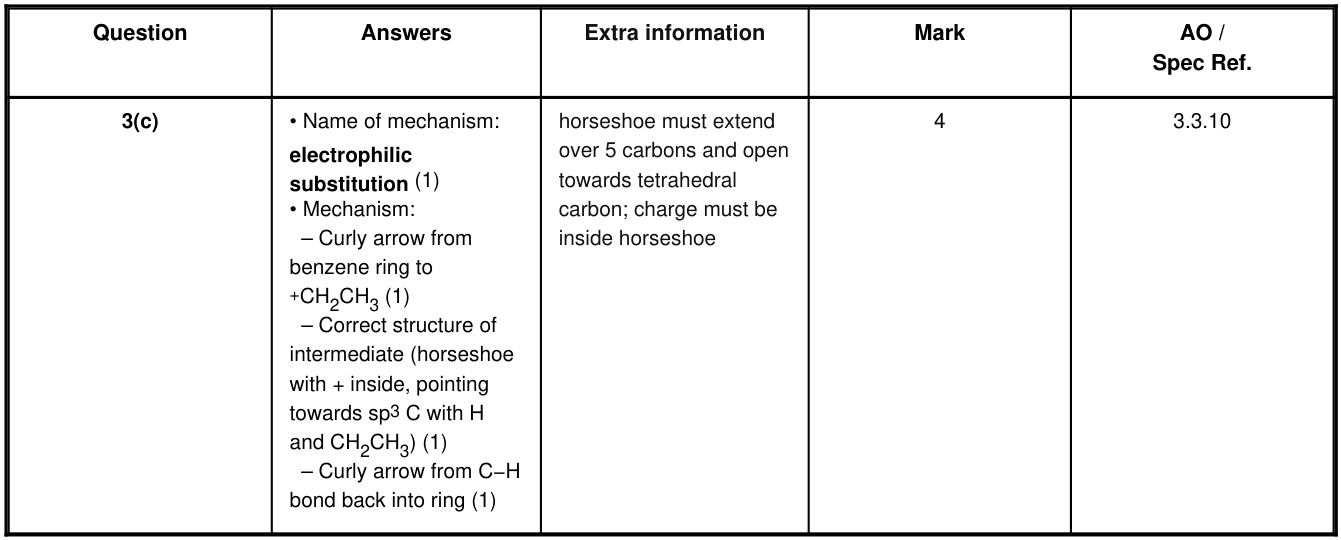 Question Answers Extra information Mark AO /
Spec Ref.
3(c)
• Name of mechanism:
electrophilic
substitution (1)
• Mechanism:
– Curly arrow from
benzene ring to
+CH2CH3 (1)
– Correct structure of
intermediate (horseshoe
with + inside, pointing
towards sp3 C with H
and CH2CH3) (1)
– Curly arrow from C–H
bond back into ring (1)
horseshoe must extend
over 5 carbons and open
towards tetrahedral
carbon; charge must be
inside horseshoe
4
3.3.10